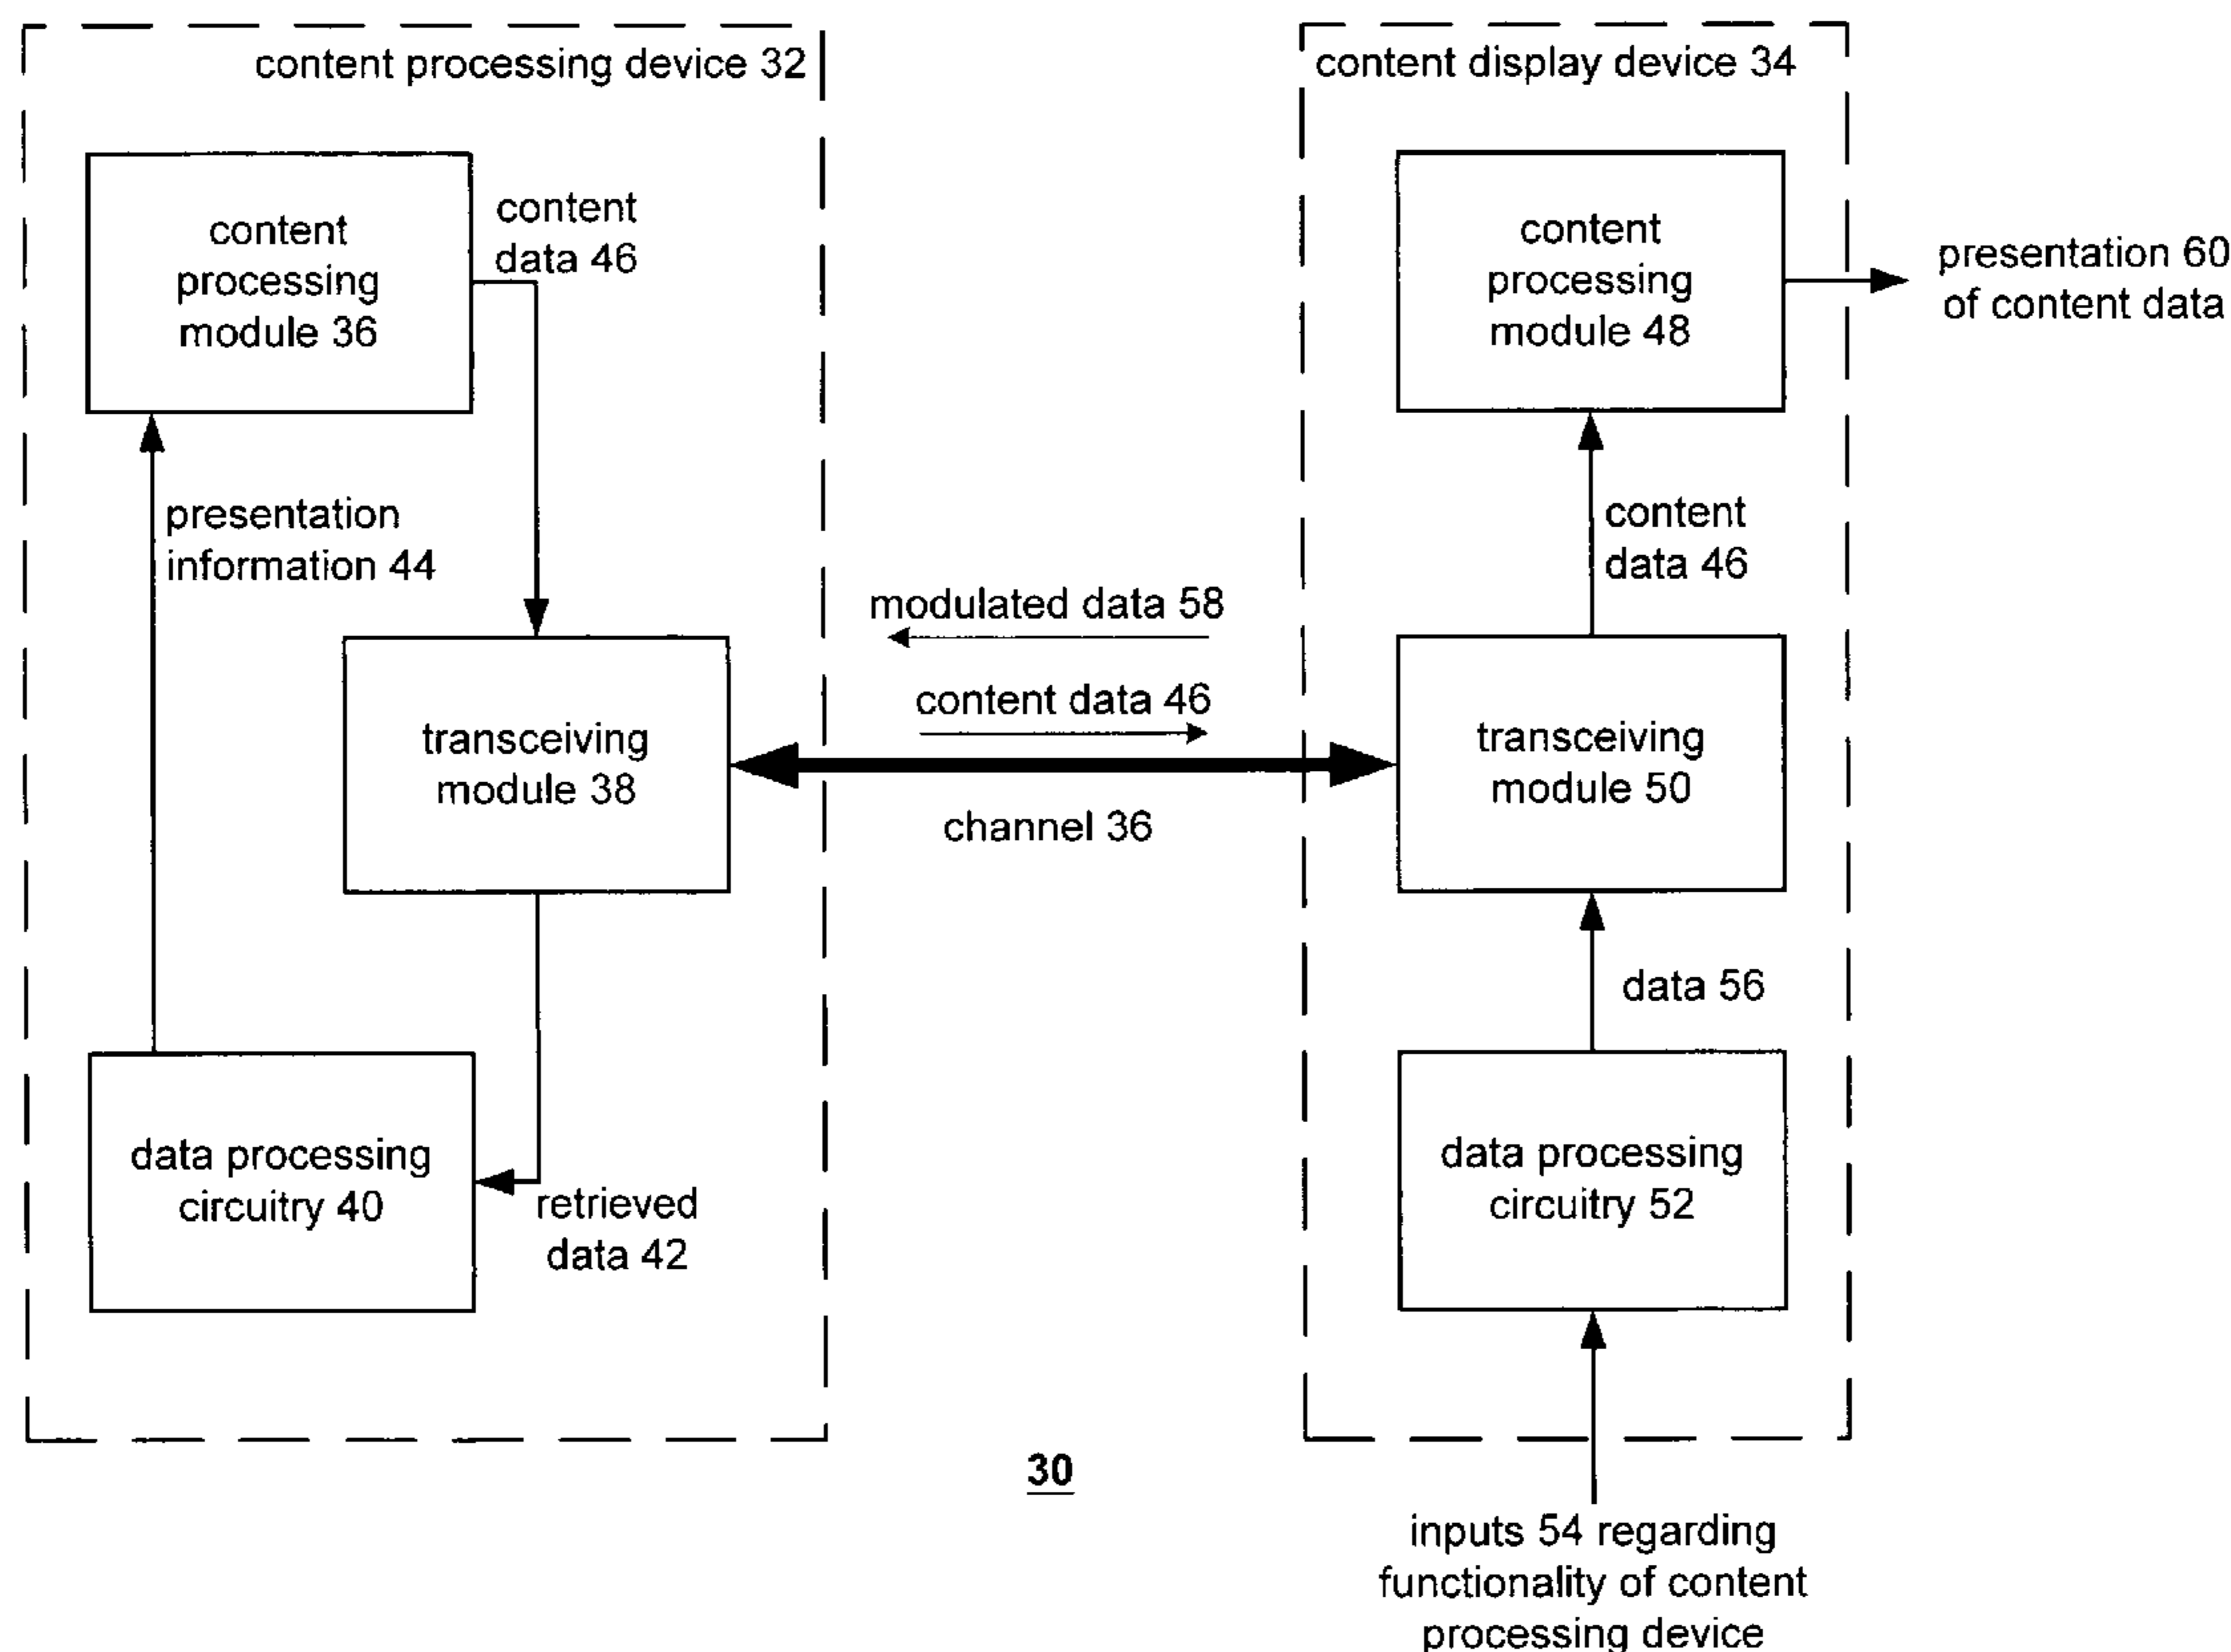 content processing device 32
content
processing
module 36
content
data 46
presentation
information 44
transceiving
module 38
data processing
circuitry 40
retrieved
data 42
modulated data 58
content data 46
channel 36
content display device 34
content
processing
module 48
presentation 60
of content data
content
data 46
transceiving
module 50
data 56
data processing
circuitry 52
inputs 54 regarding
functionality of content
processing device
30